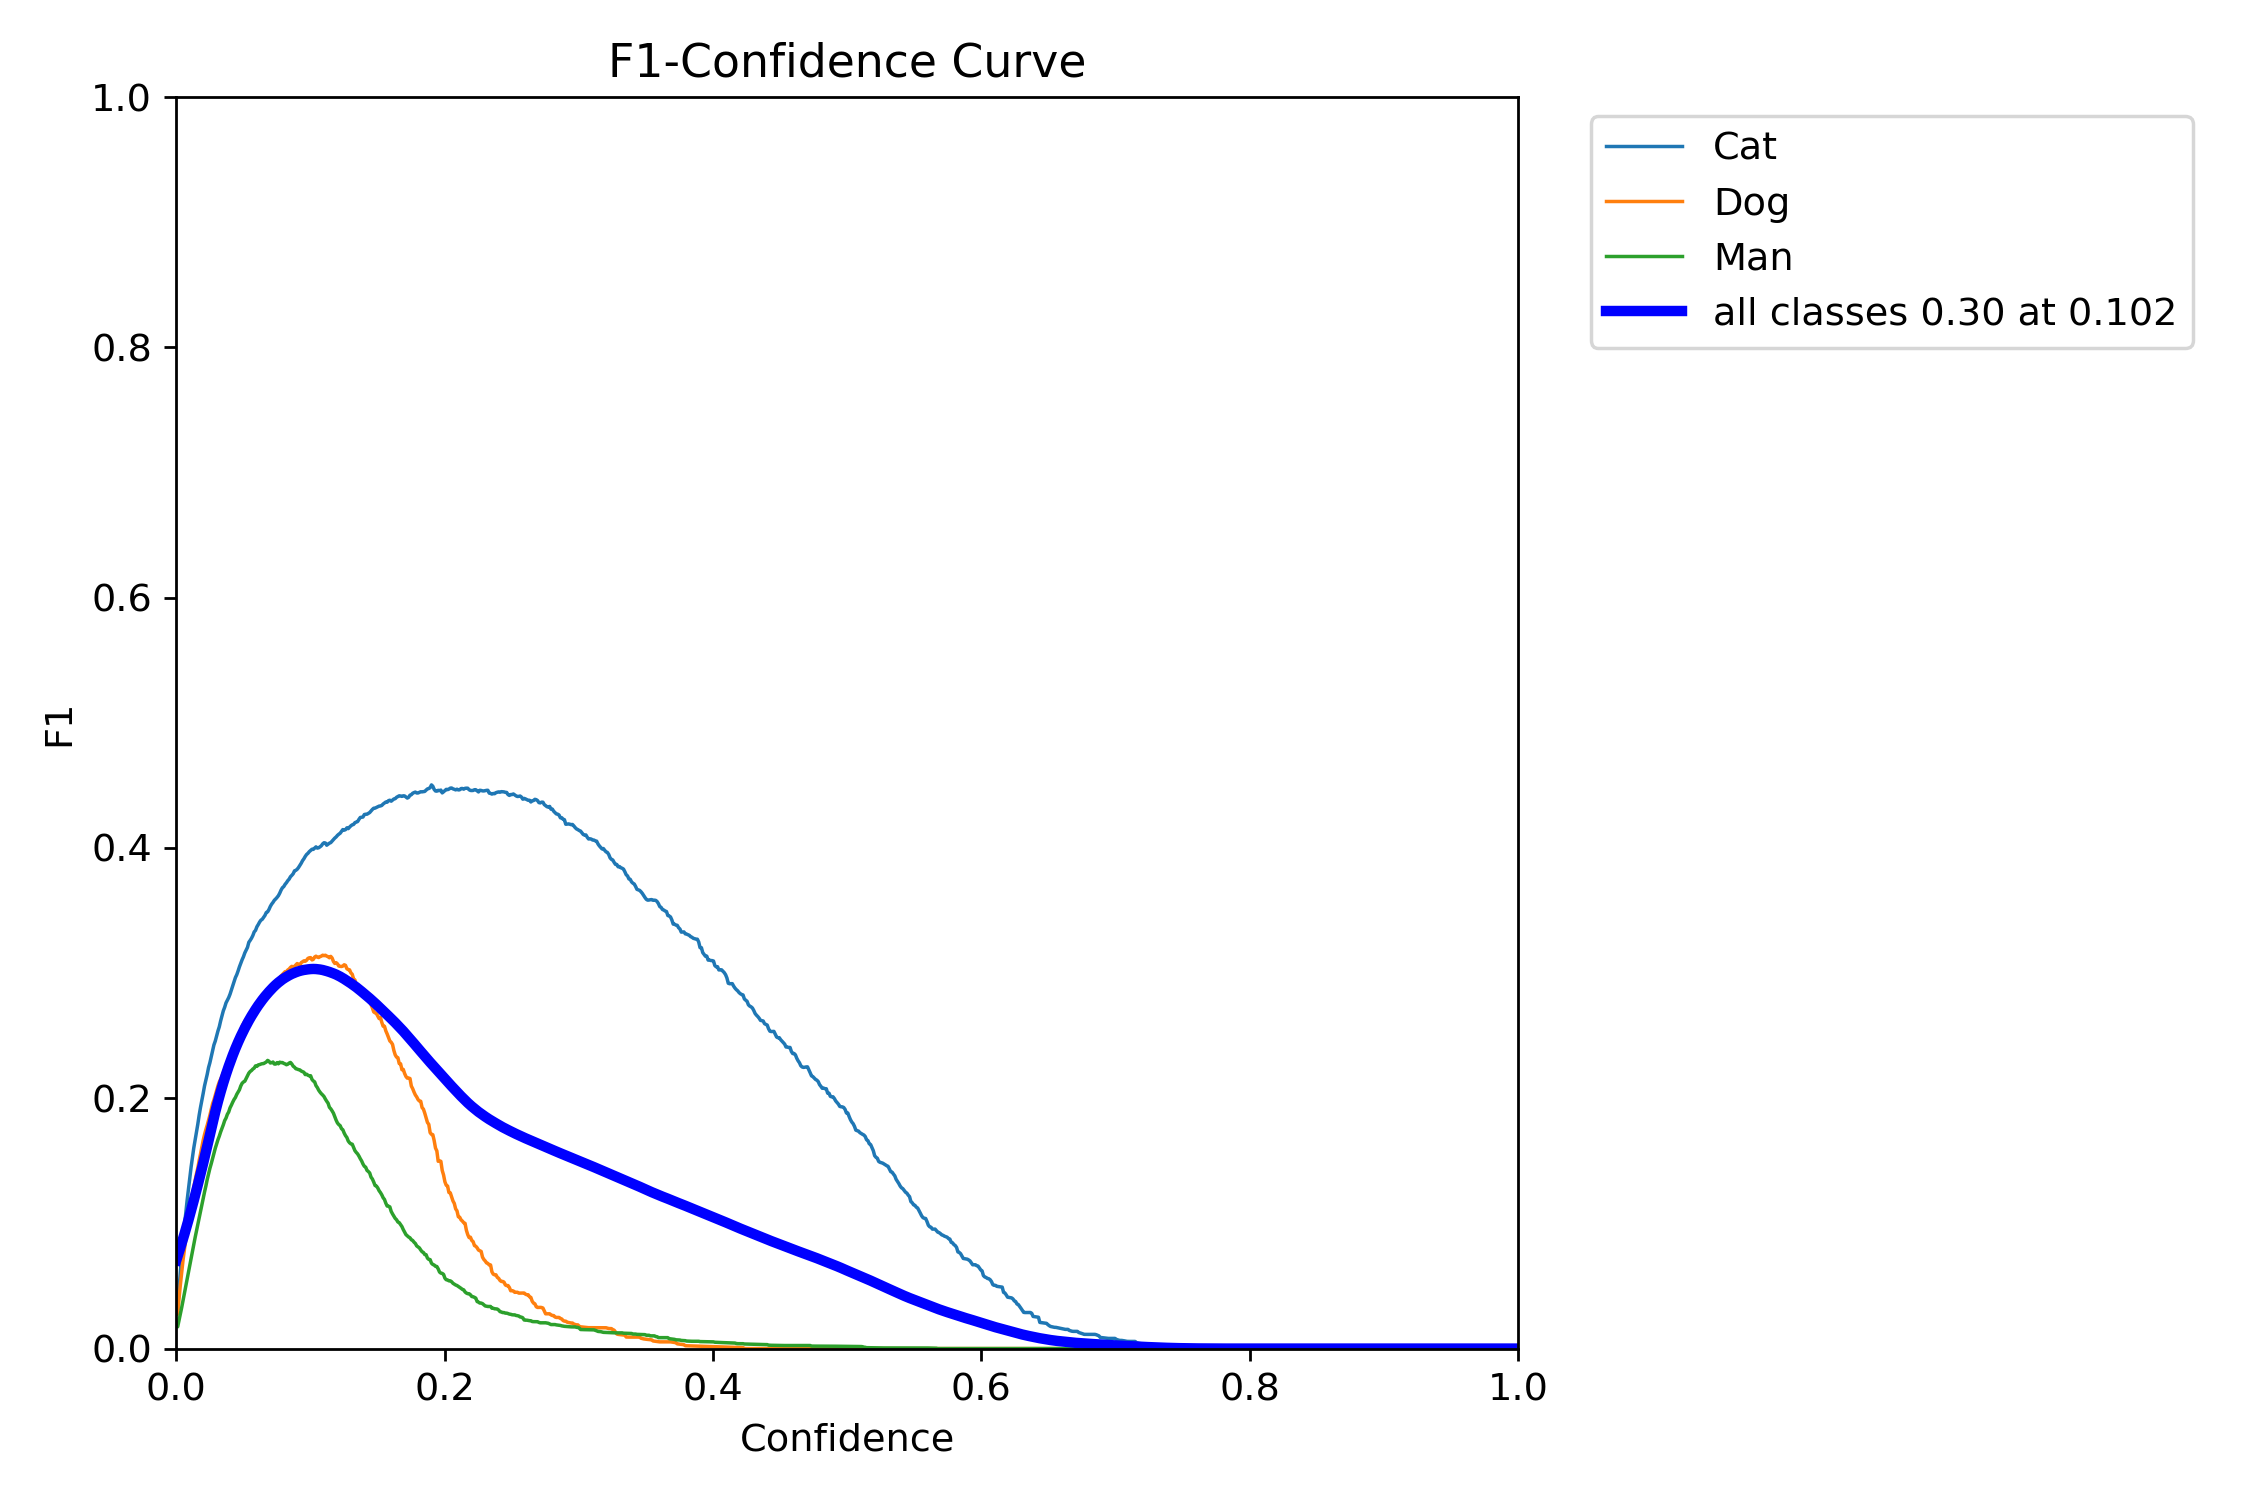 F1-Confidence Curve
1.0
0.8
0.6
0.4
0.2
0.0
F1
0.0 0.2 0.4 0.6 0.8 1.0
Confidence
Cat
Dog
Man
all classes 0.30 at 0.102